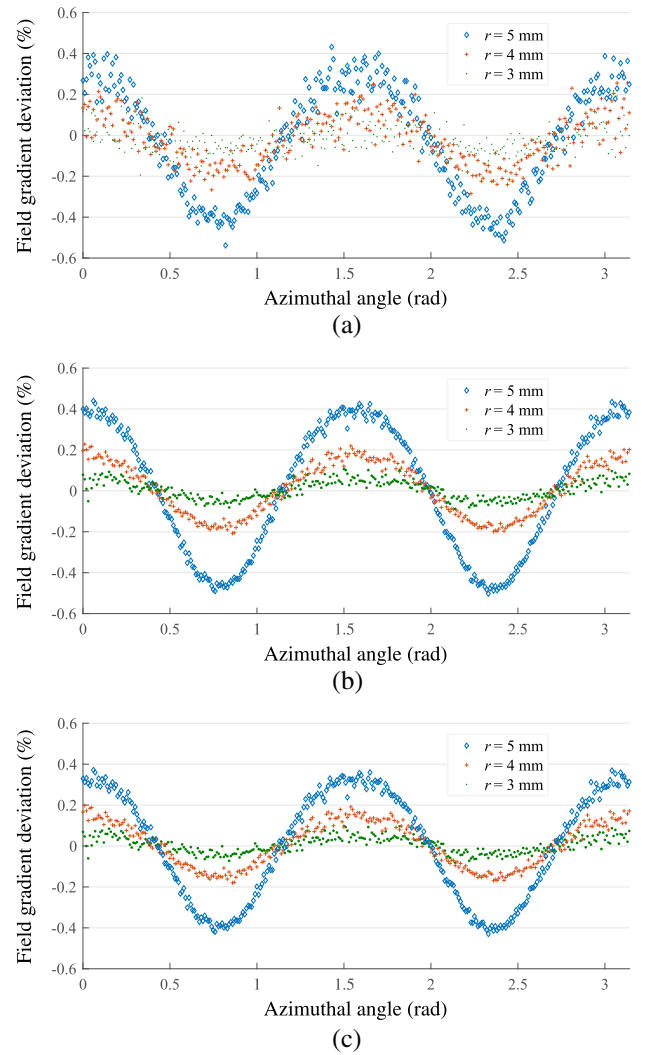 0.6
r = 5 mm
0.4
r = 4 mm
r = 3 mm
0.2
0
-0.2
-0.4
-0.6
Field gradient deviation (%)
0 0.5 1 1.5 2 2.5 3
Azimuthal angle (rad)
(a)
0.6
r = 5 mm
0.4
r = 4 mm
r = 3 mm
0.2
0
-0.2
-0.4
-0.6
Field gradient deviation (%)
0 0.5 1 1.5 2 2.5 3
Azimuthal angle (rad)
(b)
0.6
r = 5 mm
0.4
r = 4 mm
r = 3 mm
0.2
0
-0.2
-0.4
-0.6
Field gradient deviation (%)
0 0.5 1 1.5 2 2.5 3
Azimuthal angle (rad)
(c)